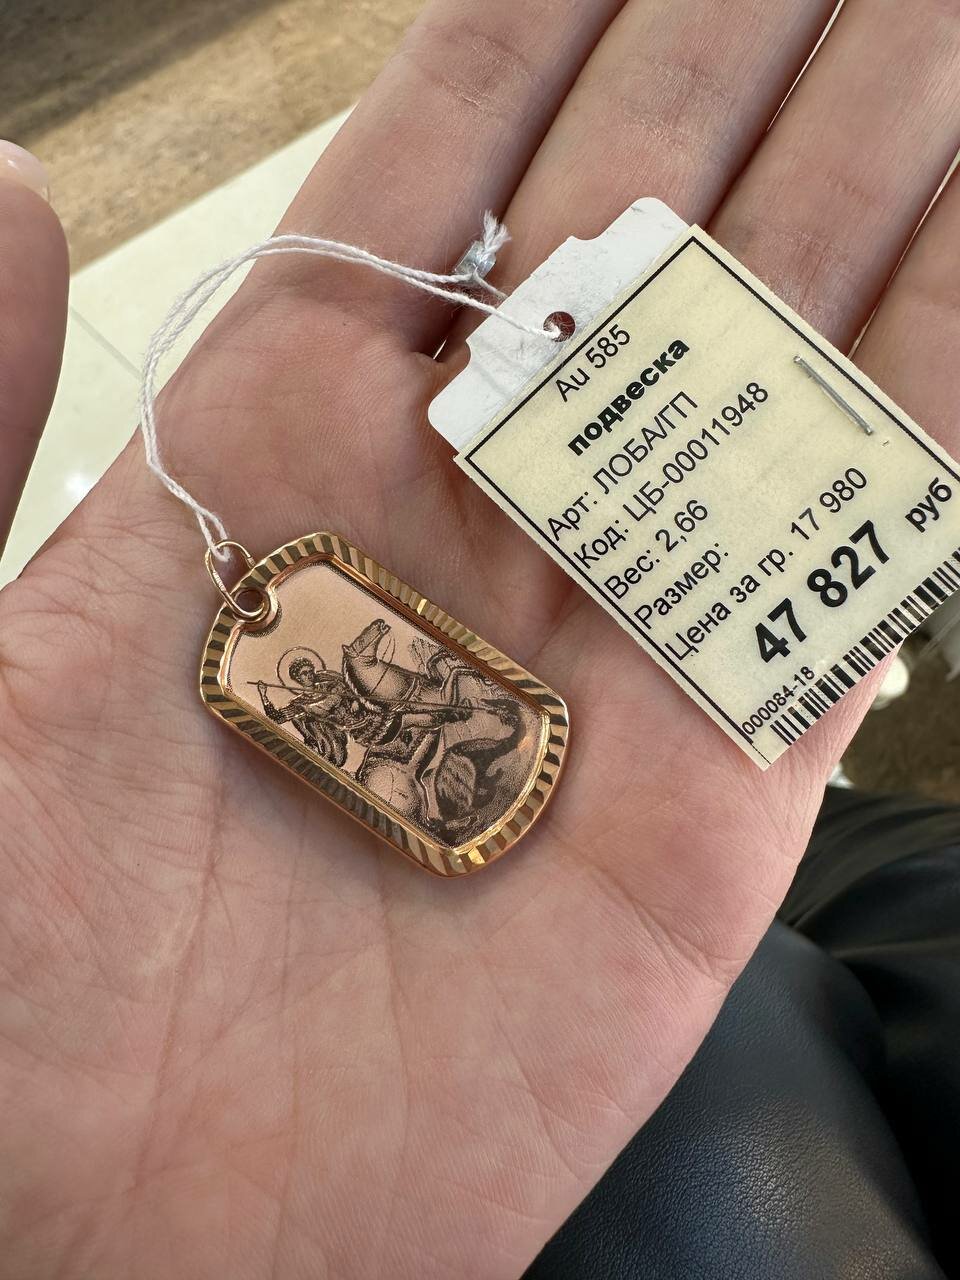 Au 585
подвеска
Арт: ЛОБА/ГП
Код: ЦБ-00011948
Вес: 2,66
Размер:
Цена за гр. 17 980
47 827 руб
000084-18